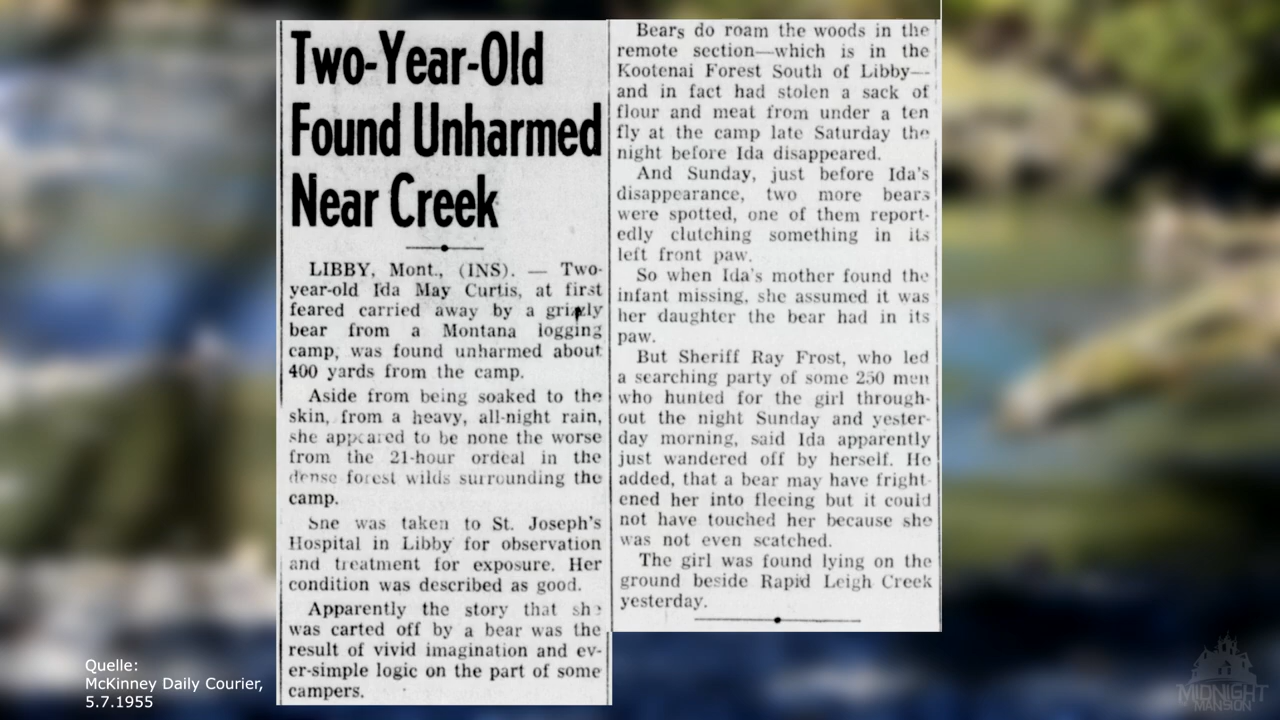 Two-Year-Old
Found Unharmed
Near Creek
LIBBY, Mont., (INS). — Two-
year-old Ida May Curtis, at first
feared carried away by a grizzly
bear from a Montana logging
camp, was found unharmed about
400 yards from the camp.
Aside from being soaked to the
skin, from a heavy, all-night rain,
she appeared to be none the worse
from the 21-hour ordeal in the
dense forest wilds surrounding the
camp.
She was taken to St. Joseph's
Hospital in Libby for observation
and treatment for exposure. Her
condition was described as good.
Apparently the story that she
was carted off by a bear was the
result of vivid imagination and ev-
er-simple logic on the part of some
campers.
Bears do roam the woods in the
remote section—which is in the
Kootenai Forest South of Libby—
and in fact had stolen a sack of
flour and meat from under a ten
fly at the camp late Saturday the
night before Ida disappeared.
And Sunday, just before Ida's
disappearance, two more bears
were spotted, one of them report-
edly clutching something in its
left front paw.
So when Ida's mother found the
infant missing, she assumed it was
her daughter the bear had in its
paw.
But Sheriff Ray Frost, who led
a searching party of some 250 men
who hunted for the girl through-
out the night Sunday and yester-
day morning, said Ida apparently
just wandered off by herself. He
added, that a bear may have fright-
ened her into fleeing but it could
not have touched her because she
was not even scatched.
The girl was found lying on the
ground beside Rapid Leigh Creek
yesterday.
Quelle:
McKinney Daily Courier,
5.7.1955
MIDNIGHT
MANSION